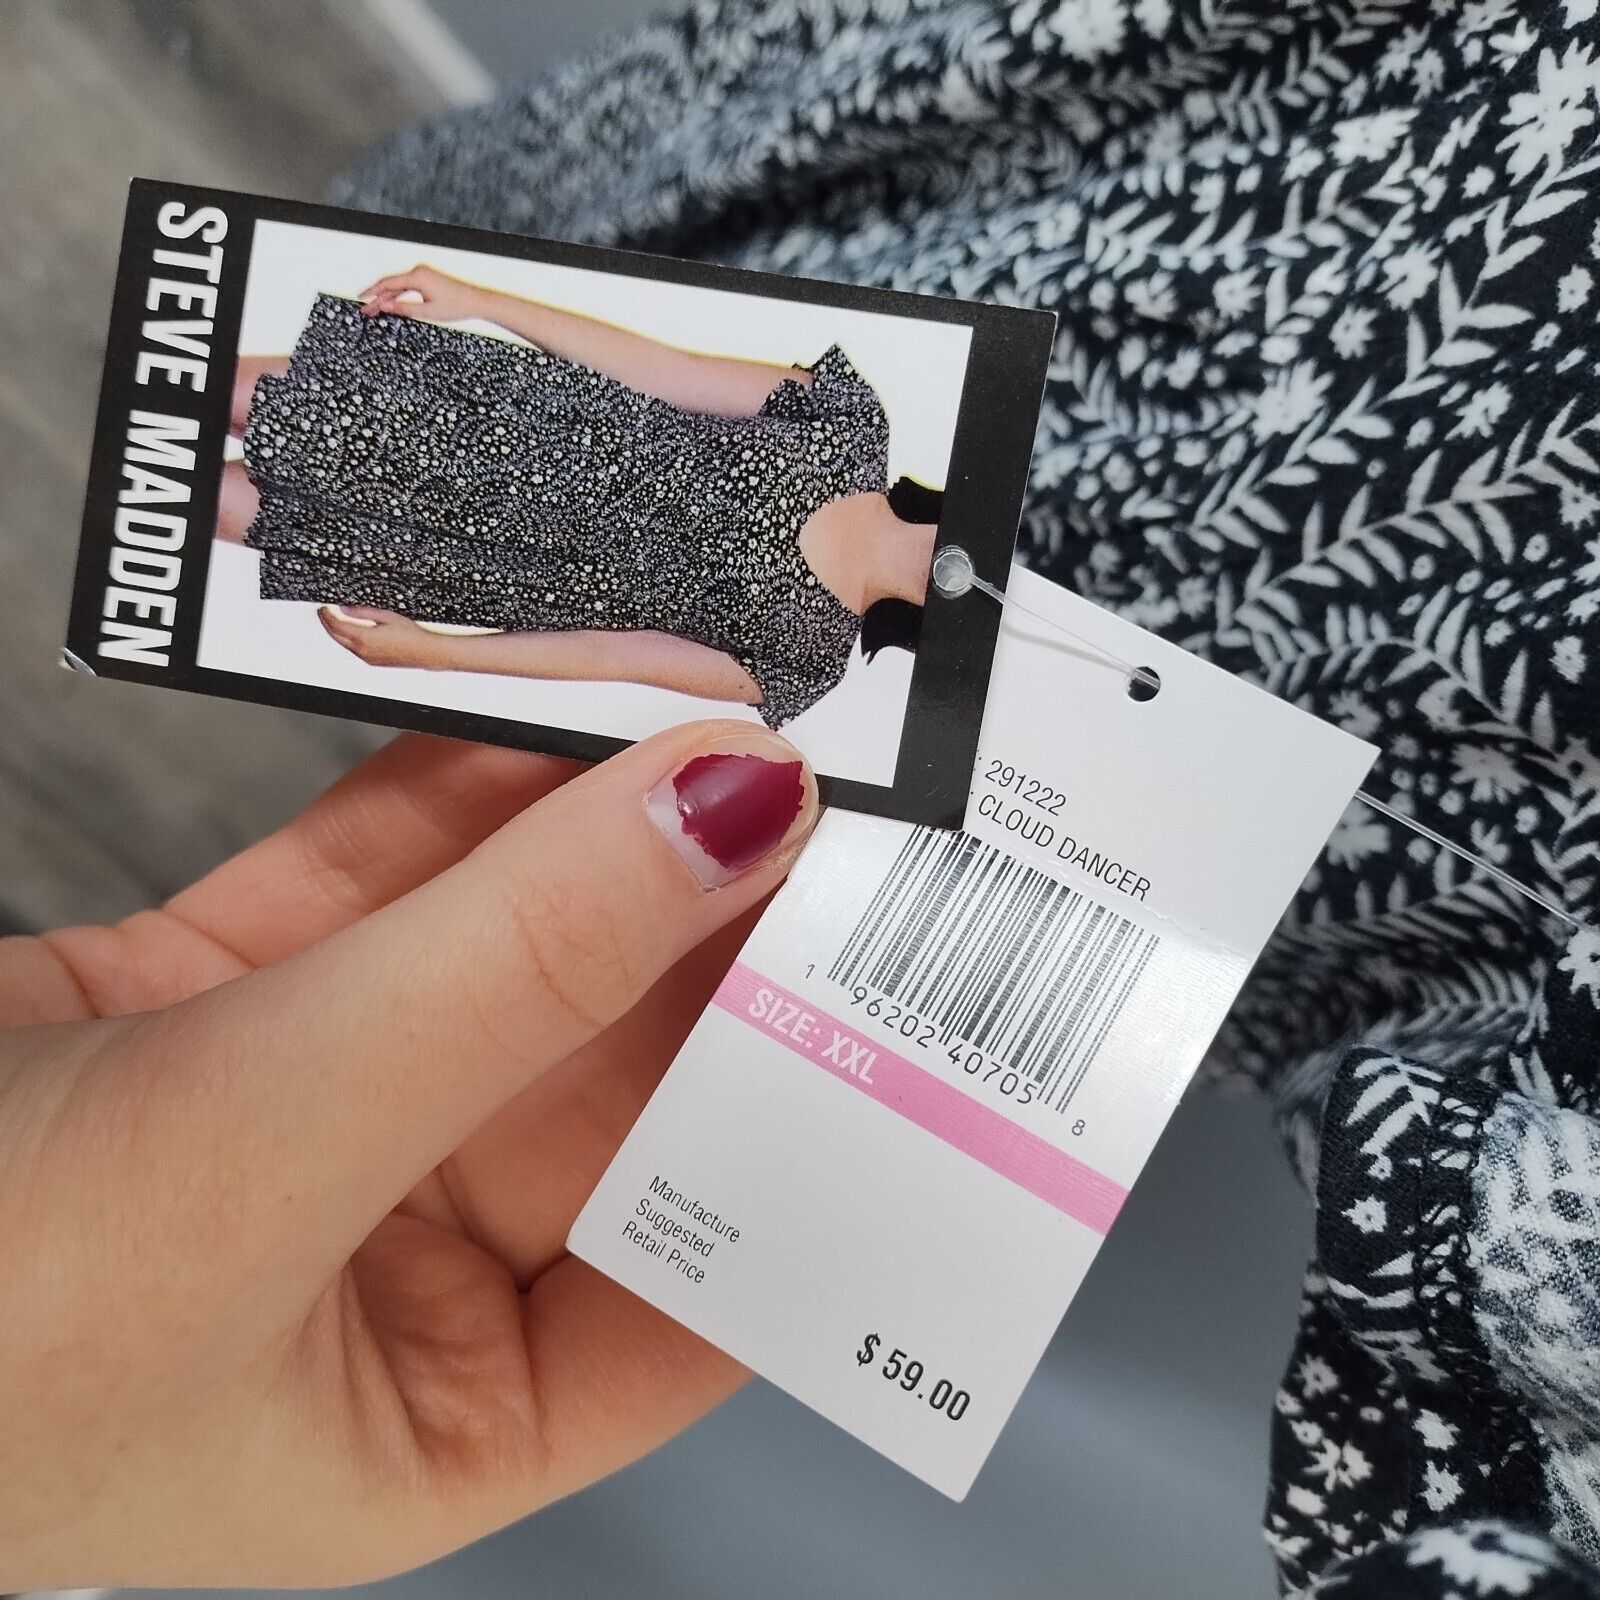 STEVE MADDEN
: 291222
: CLOUD DANCER
1 96202 40705 8
SIZE: XXL
Manufacture
Suggested
Retail Price
$ 59.00